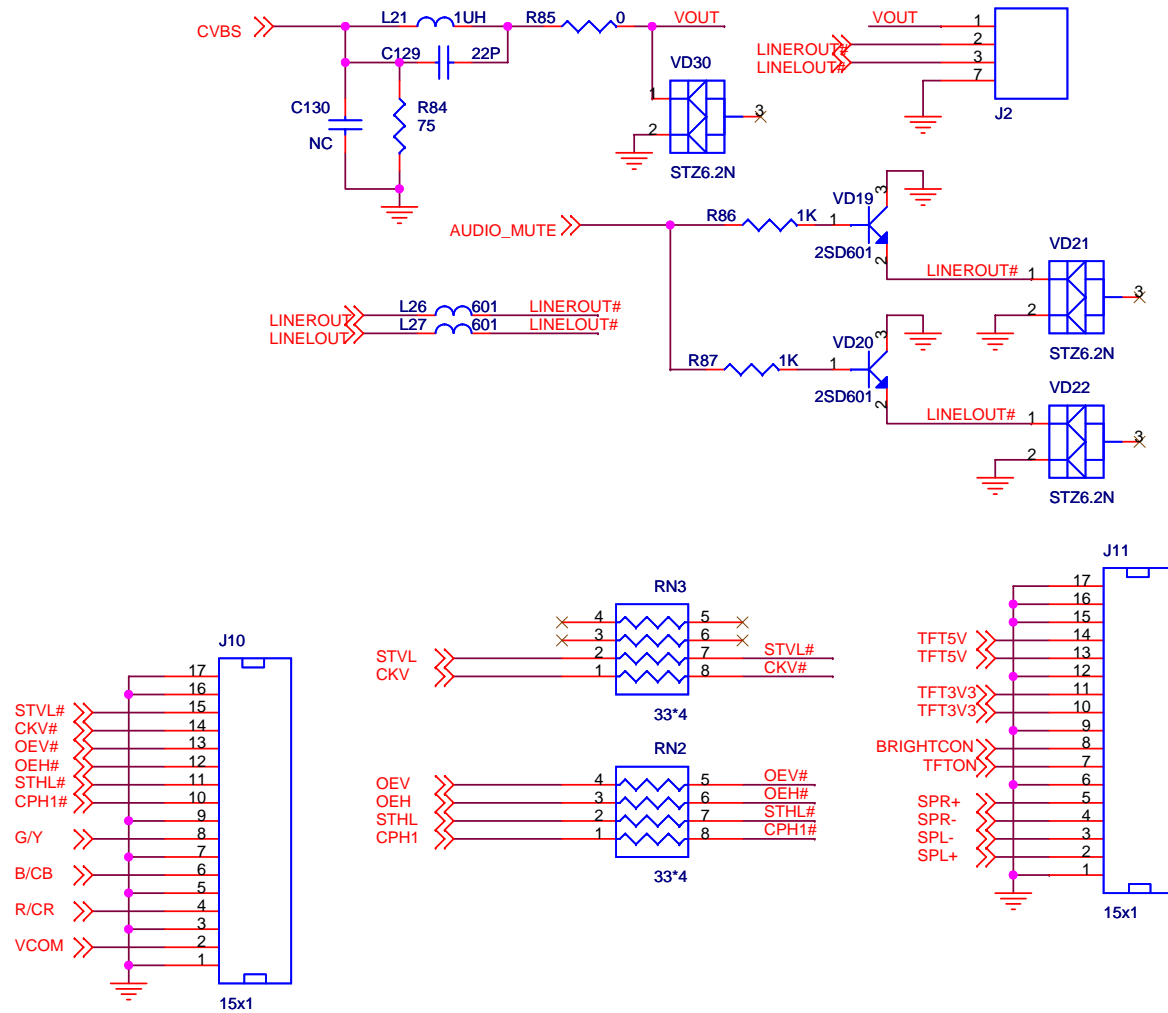 L21 1UH R85 0 VOUT
CVBS
C129 22P
C130 R84
NC 75
VD30
1
2
3
STZ6.2N
VOUT 1
LINEROUT# 2
LINELOUT# 3
7
J2
AUDIO_MUTE
R86 1K 1
VD19 3
2SD601
2
LINEROUT# 1
2
VD21
3
STZ6.2N
LINEROUT L26 601 LINEROUT#
LINELOUT L27 601 LINELOUT#
R87 1K 1
VD20 3
2SD601
2
LINELOUT# 1
2
VD22
3
STZ6.2N
J10
17
16
STVL# 15
CKV# 14
OEV# 13
OEH# 12
STHL# 11
CPH1# 10
9
G/Y 8
7
B/CB 6
5
R/CR 4
3
VCOM 2
1
15x1
RN3
4 5
3 6
STVL 2 7 STVL#
CKV 1 8 CKV#
33*4
RN2
OEV 4 5 OEV#
OEH 3 6 OEH#
STHL 2 7 STHL#
CPH1 1 8 CPH1#
33*4
J11
17
16
15
TFT5V 14
TFT5V 13
12
TFT3V3 11
TFT3V3 10
9
BRIGHTCON 8
TFTON 7
6
SPR+ 5
SPR- 4
SPL- 3
SPL+ 2
1
15x1